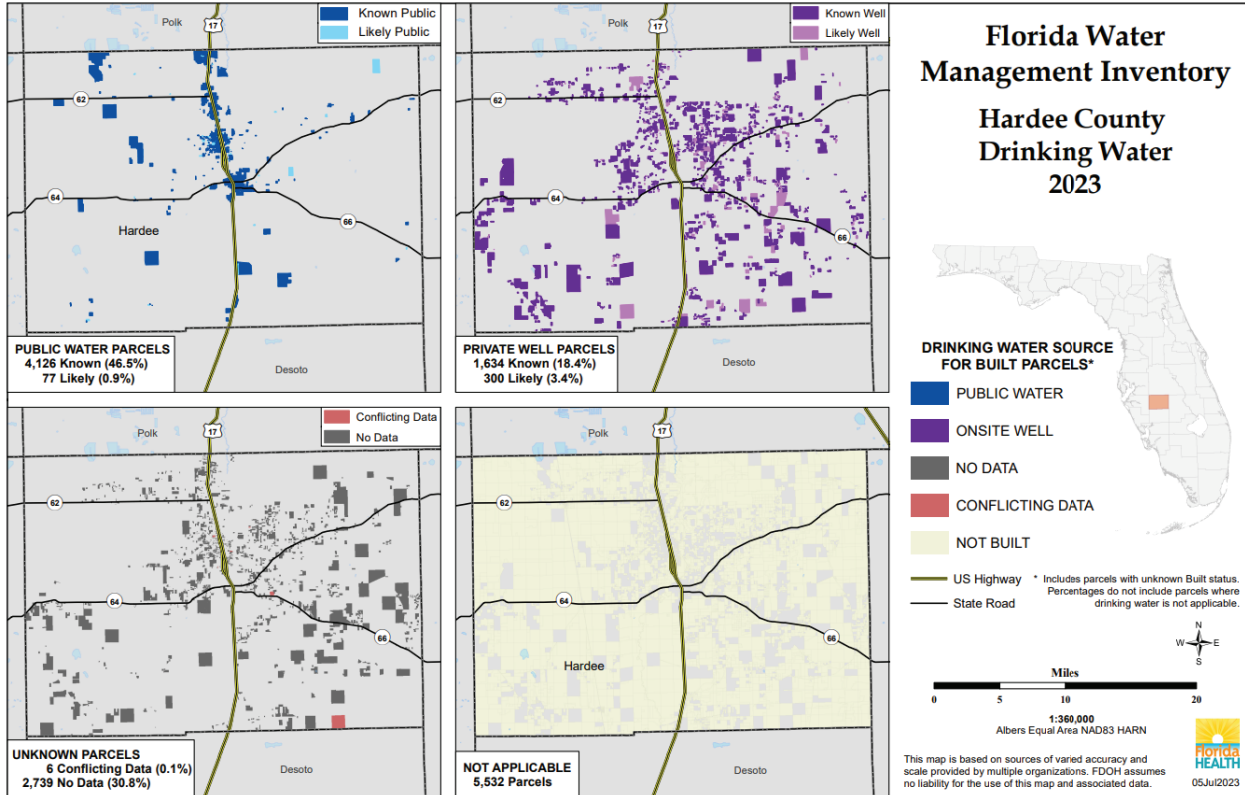 Polk
17
Known Public
Likely Public
62
64
66
Hardee
PUBLIC WATER PARCELS
4,126 Known (46.5%)
77 Likely (0.9%)
Desoto
Polk
17
Known Well
Likely Well
62
64
66
Hardee
PRIVATE WELL PARCELS
1,634 Known (18.4%)
300 Likely (3.4%)
Desoto
Polk
17
Conflicting Data
No Data
62
64
66
Hardee
UNKNOWN PARCELS
6 Conflicting Data (0.1%)
2,739 No Data (30.8%)
Desoto
Polk
17
62
64
66
Hardee
NOT APPLICABLE
5,532 Parcels
Desoto
Florida Water
Management Inventory
Hardee County
Drinking Water
2023
DRINKING WATER SOURCE
FOR BUILT PARCELS*
PUBLIC WATER
ONSITE WELL
NO DATA
CONFLICTING DATA
NOT BUILT
US Highway
State Road
* Includes parcels with unknown Built status.
Percentages do not include parcels where
drinking water is not applicable.
N
W E
S
Miles
5 10 20
0
1:360,000
Albers Equal Area NAD83 HARN
This map is based on sources of varied accuracy and
scale provided by multiple organizations. FDOH assumes
no liability for the use of this map and associated data.
Florida
HEALTH
05Jul2023